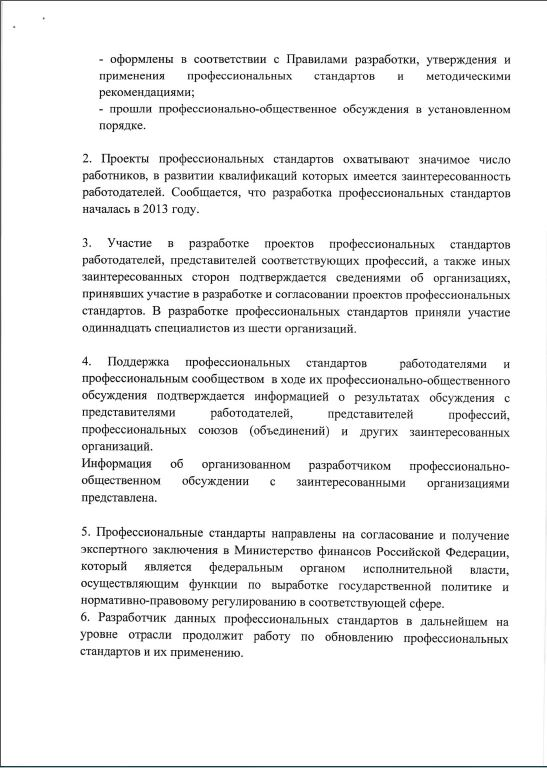 - оформлены в соответствии с Правилами разработки, утверждения и
применения профессиональных стандартов и методическими
рекомендациями;
- прошли профессионально-общественное обсуждения в установленном
порядке.
2. Проекты профессиональных стандартов охватывают значимое число
работников, в развитии квалификаций которых имеется заинтересованность
работодателей. Сообщается, что разработка профессиональных стандартов
началась в 2013 году.
3. Участие в разработке проектов профессиональных стандартов
работодателей, представителей соответствующих профессий, а также иных
заинтересованных сторон подтверждается сведениями об организациях,
принявших участие в разработке и согласовании проектов профессиональных
стандартов. В разработке профессиональных стандартов приняли участие
одиннадцать специалистов из шести организаций.
4. Поддержка профессиональных стандартов работодателями и
профессиональным сообществом в ходе их профессионально-общественного
обсуждения подтверждается информацией о результатах обсуждения с
представителями работодателей, представителей профессий,
профессиональных союзов (объединений) и других заинтересованных
организаций.
Информация об организованном разработчиком профессионально-
общественном обсуждении с заинтересованными организациями
представлена.
5. Профессиональные стандарты направлены на согласование и получение
экспертного заключения в Министерство финансов Российской Федерации,
который является федеральным органом исполнительной власти,
осуществляющим функции по выработке государственной политике и
нормативно-правовому регулированию в соответствующей сфере.
6. Разработчик данных профессиональных стандартов в дальнейшем на
уровне отрасли продолжит работу по обновлению профессиональных
стандартов и их применению.